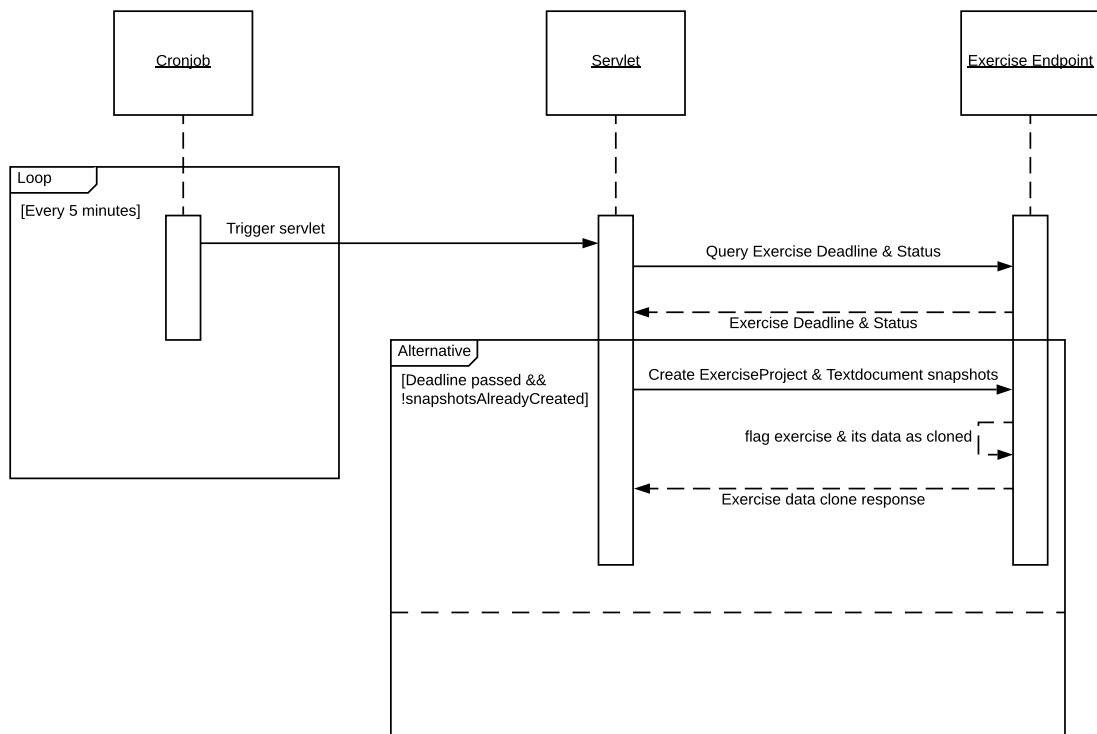 Cronjob
Servlet
Exercise Endpoint
Loop
[Every 5 minutes]
Trigger servlet
Query Exercise Deadline & Status
Exercise Deadline & Status
Alternative
[Deadline passed &&
!snapshotsAlreadyCreated]
Create ExerciseProject & Textdocument snapshots
flag exercise & its data as cloned
Exercise data clone response